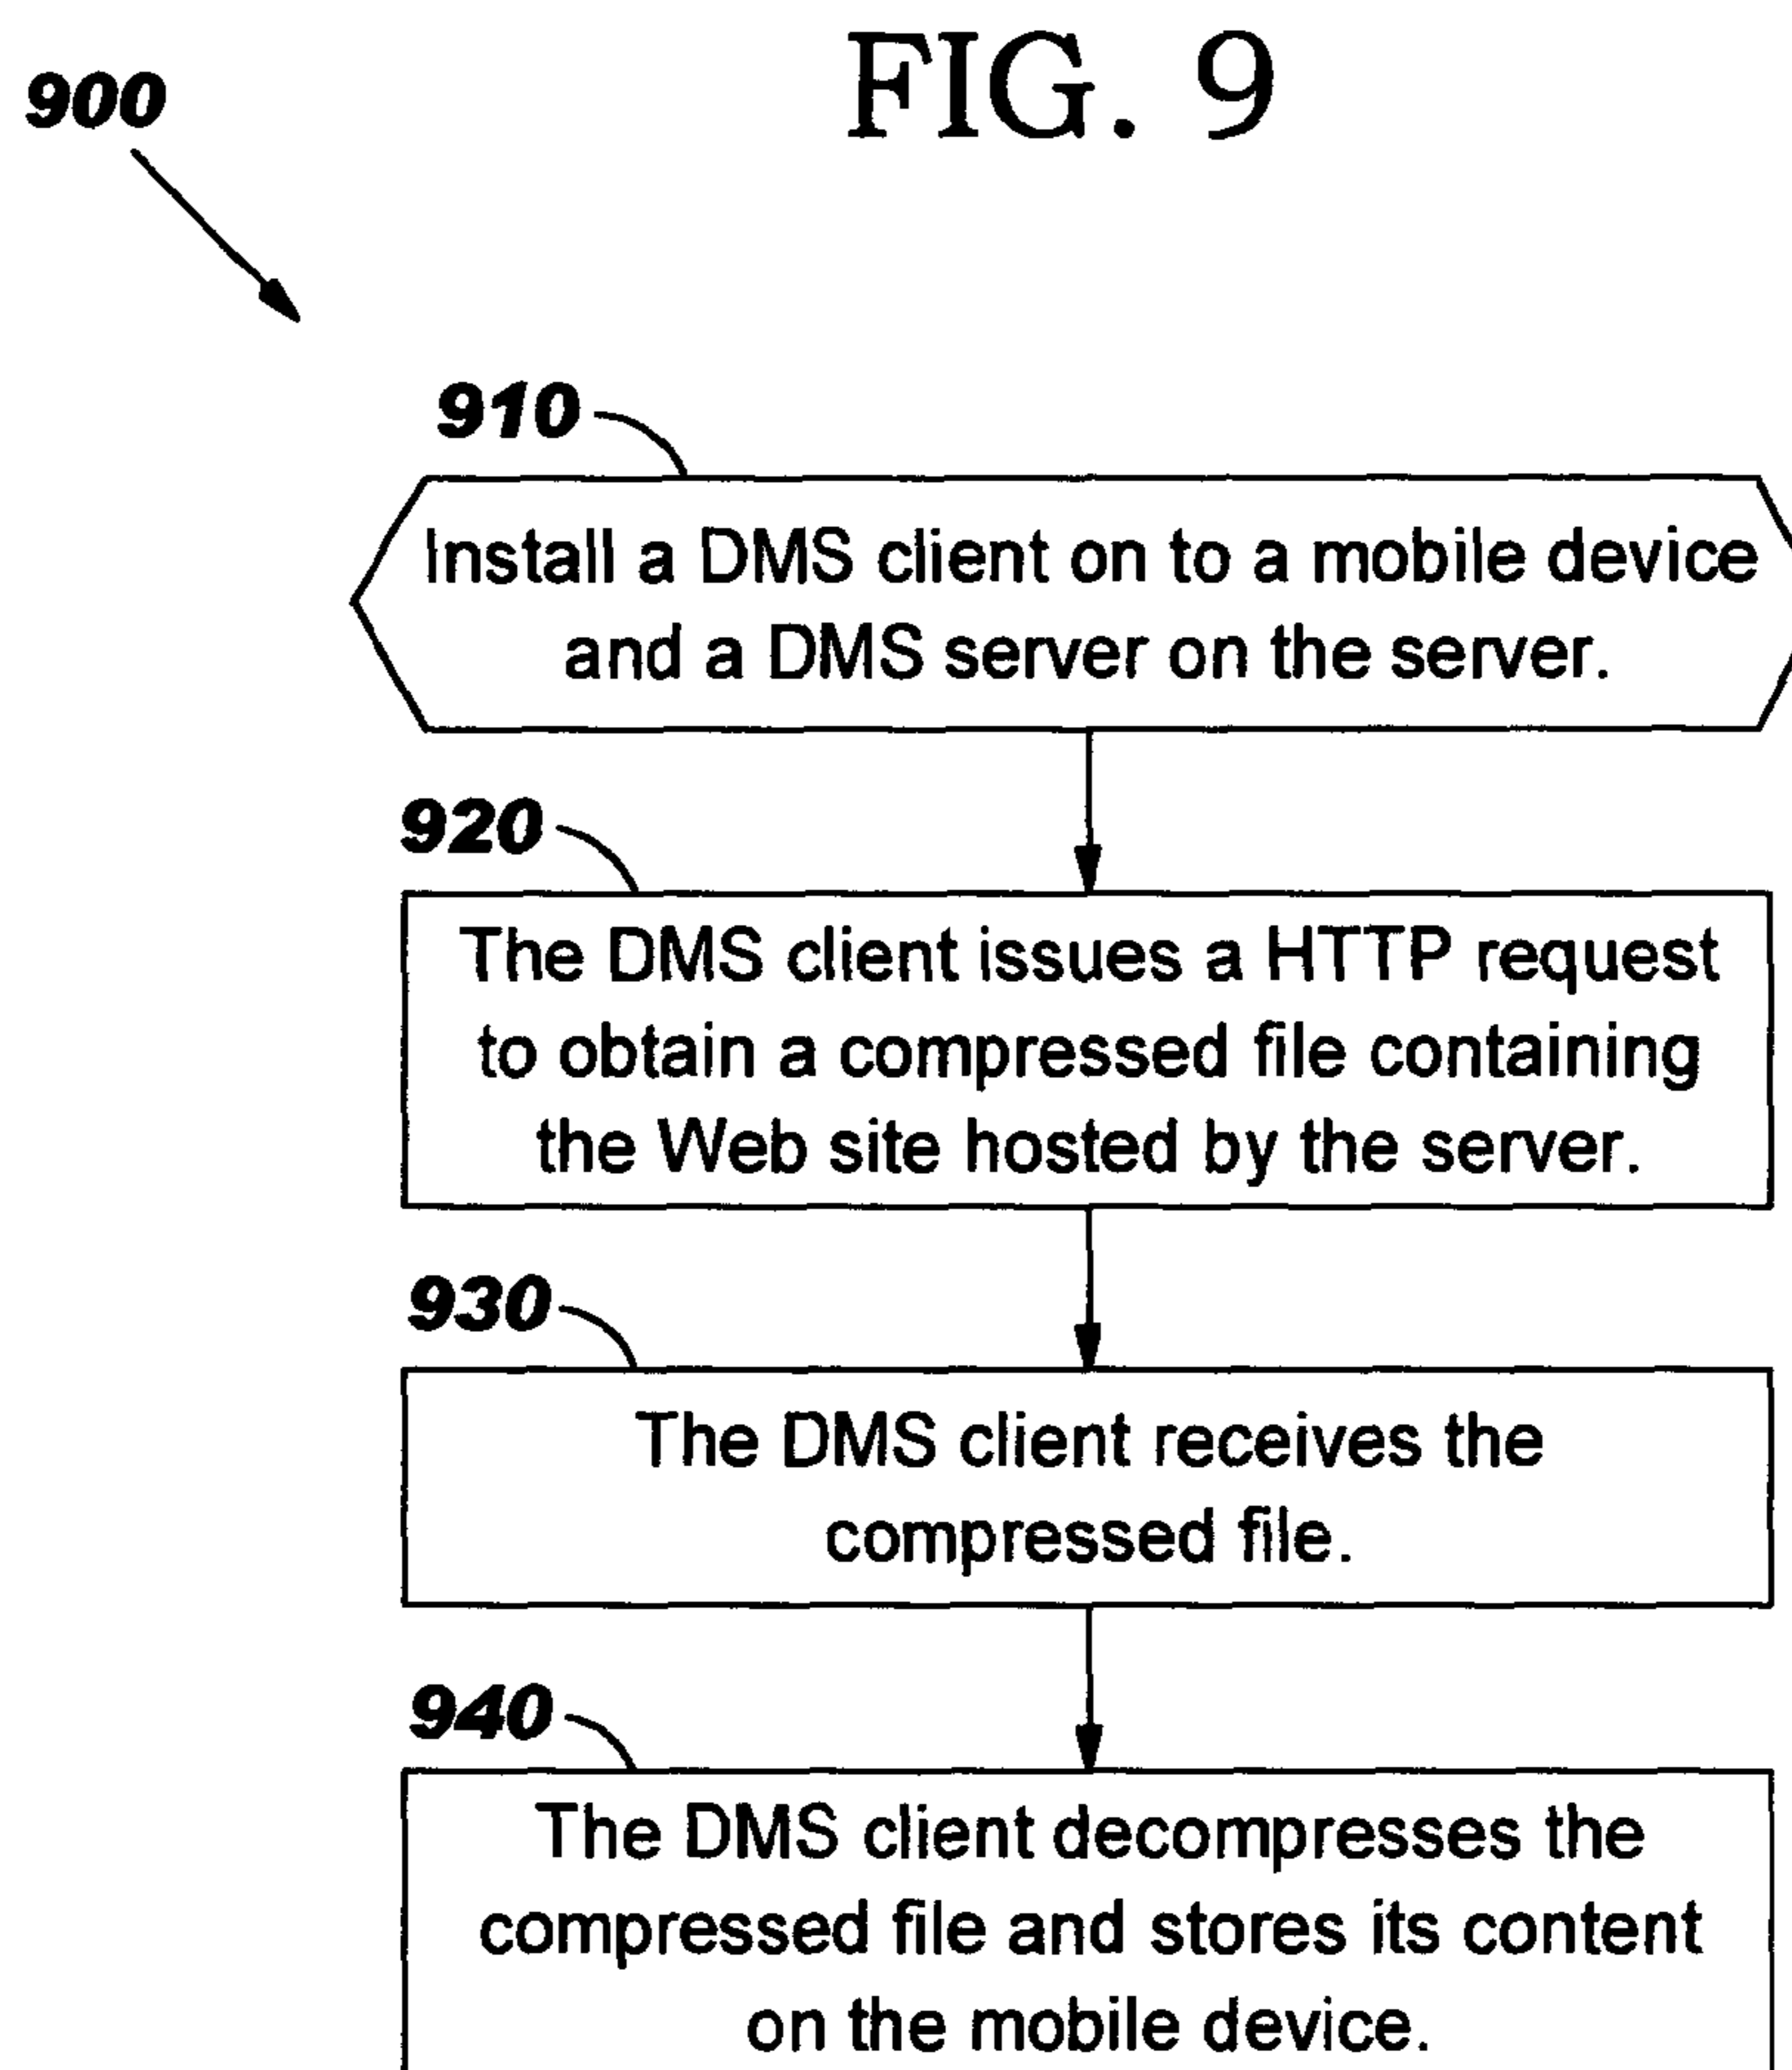 FIG. 9
900
910
Install a DMS client on to a mobile device
and a DMS server on the server.
920
The DMS client issues a HTTP request
to obtain a compressed file containing
the Web site hosted by the server.
930
The DMS client receives the
compressed file.
940
The DMS client decompresses the
compressed file and stores its content
on the mobile device.